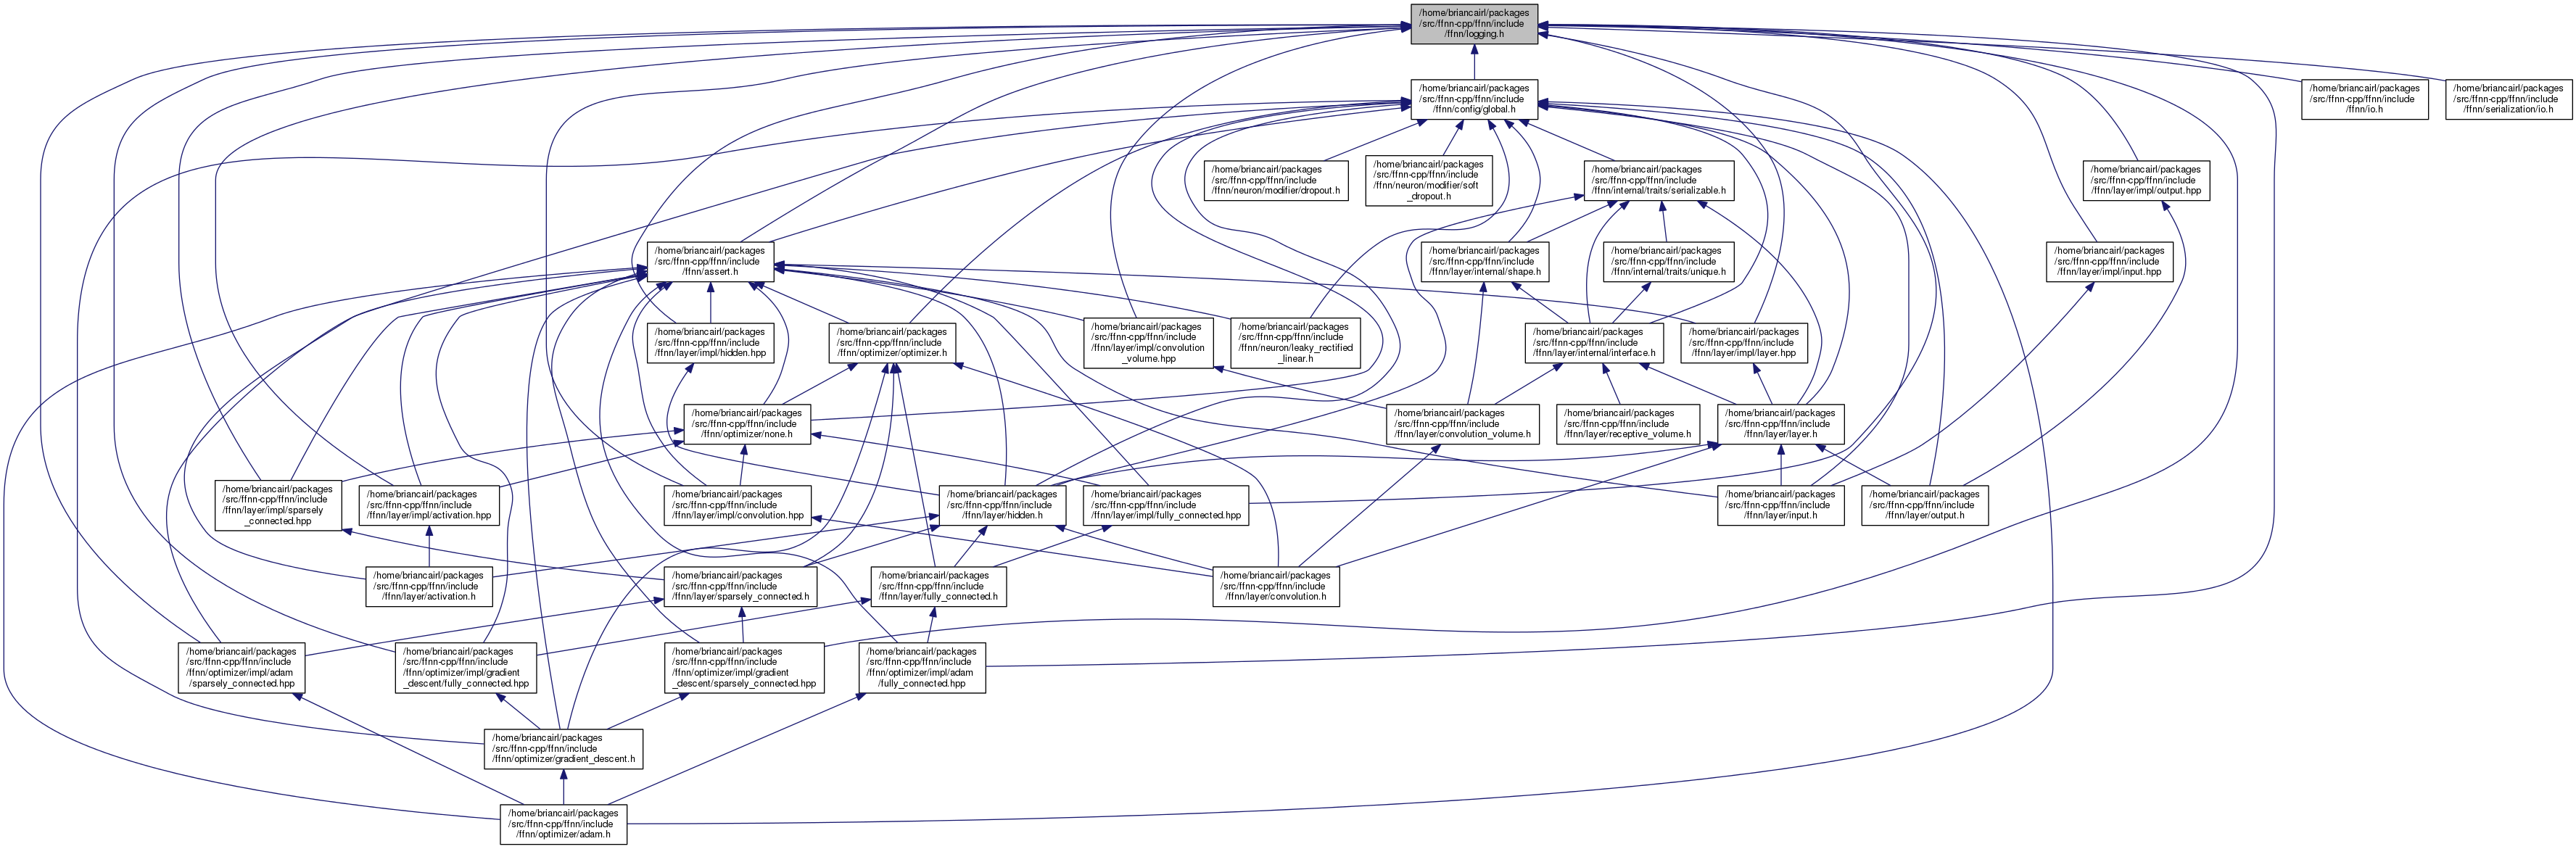 /home/briancairl/packages
/src/ffnn-cpp/ffnn/include
/ffnn/logging.h
/home/briancairl/packages
/src/ffnn-cpp/ffnn/include
/ffnn/config/global.h
/home/briancairl/packages
/src/ffnn-cpp/ffnn/include
/ffnn/io.h
/home/briancairl/packages
/src/ffnn-cpp/ffnn/include
/ffnn/serialization/io.h
/home/briancairl/packages
/src/ffnn-cpp/ffnn/include
/ffnn/neuron/modifier/dropout.h
/home/briancairl/packages
/src/ffnn-cpp/ffnn/include
/ffnn/neuron/modifier/soft
_dropout.h
/home/briancairl/packages
/src/ffnn-cpp/ffnn/include
/ffnn/internal/traits/serializable.h
/home/briancairl/packages
/src/ffnn-cpp/ffnn/include
/ffnn/layer/impl/output.hpp
/home/briancairl/packages
/src/ffnn-cpp/ffnn/include
/ffnn/assert.h
/home/briancairl/packages
/src/ffnn-cpp/ffnn/include
/ffnn/layer/internal/shape.h
/home/briancairl/packages
/src/ffnn-cpp/ffnn/include
/ffnn/internal/traits/unique.h
/home/briancairl/packages
/src/ffnn-cpp/ffnn/include
/ffnn/layer/impl/input.hpp
/home/briancairl/packages
/src/ffnn-cpp/ffnn/include
/ffnn/layer/impl/hidden.hpp
/home/briancairl/packages
/src/ffnn-cpp/ffnn/include
/ffnn/optimizer/optimizer.h
/home/briancairl/packages
/src/ffnn-cpp/ffnn/include
/ffnn/layer/impl/convolution
_volume.hpp
/home/briancairl/packages
/src/ffnn-cpp/ffnn/include
/ffnn/neuron/leaky_rectified
_linear.h
/home/briancairl/packages
/src/ffnn-cpp/ffnn/include
/ffnn/layer/internal/interface.h
/home/briancairl/packages
/src/ffnn-cpp/ffnn/include
/ffnn/layer/impl/layer.hpp
/home/briancairl/packages
/src/ffnn-cpp/ffnn/include
/ffnn/optimizer/none.h
/home/briancairl/packages
/src/ffnn-cpp/ffnn/include
/ffnn/layer/convolution_volume.h
/home/briancairl/packages
/src/ffnn-cpp/ffnn/include
/ffnn/layer/receptive_volume.h
/home/briancairl/packages
/src/ffnn-cpp/ffnn/include
/ffnn/layer/layer.h
/home/briancairl/packages
/src/ffnn-cpp/ffnn/include
/ffnn/layer/impl/sparsely
_connected.hpp
/home/briancairl/packages
/src/ffnn-cpp/ffnn/include
/ffnn/layer/impl/activation.hpp
/home/briancairl/packages
/src/ffnn-cpp/ffnn/include
/ffnn/layer/impl/convolution.hpp
/home/briancairl/packages
/src/ffnn-cpp/ffnn/include
/ffnn/layer/hidden.h
/home/briancairl/packages
/src/ffnn-cpp/ffnn/include
/ffnn/layer/impl/fully_connected.hpp
/home/briancairl/packages
/src/ffnn-cpp/ffnn/include
/ffnn/layer/input.h
/home/briancairl/packages
/src/ffnn-cpp/ffnn/include
/ffnn/layer/output.h
/home/briancairl/packages
/src/ffnn-cpp/ffnn/include
/ffnn/layer/activation.h
/home/briancairl/packages
/src/ffnn-cpp/ffnn/include
/ffnn/layer/sparsely_connected.h
/home/briancairl/packages
/src/ffnn-cpp/ffnn/include
/ffnn/layer/fully_connected.h
/home/briancairl/packages
/src/ffnn-cpp/ffnn/include
/ffnn/layer/convolution.h
/home/briancairl/packages
/src/ffnn-cpp/ffnn/include
/ffnn/optimizer/impl/adam
/sparsely_connected.hpp
/home/briancairl/packages
/src/ffnn-cpp/ffnn/include
/ffnn/optimizer/impl/gradient
_descent/fully_connected.hpp
/home/briancairl/packages
/src/ffnn-cpp/ffnn/include
/ffnn/optimizer/impl/gradient
_descent/sparsely_connected.hpp
/home/briancairl/packages
/src/ffnn-cpp/ffnn/include
/ffnn/optimizer/impl/adam
/fully_connected.hpp
/home/briancairl/packages
/src/ffnn-cpp/ffnn/include
/ffnn/optimizer/gradient_descent.h
/home/briancairl/packages
/src/ffnn-cpp/ffnn/include
/ffnn/optimizer/adam.h